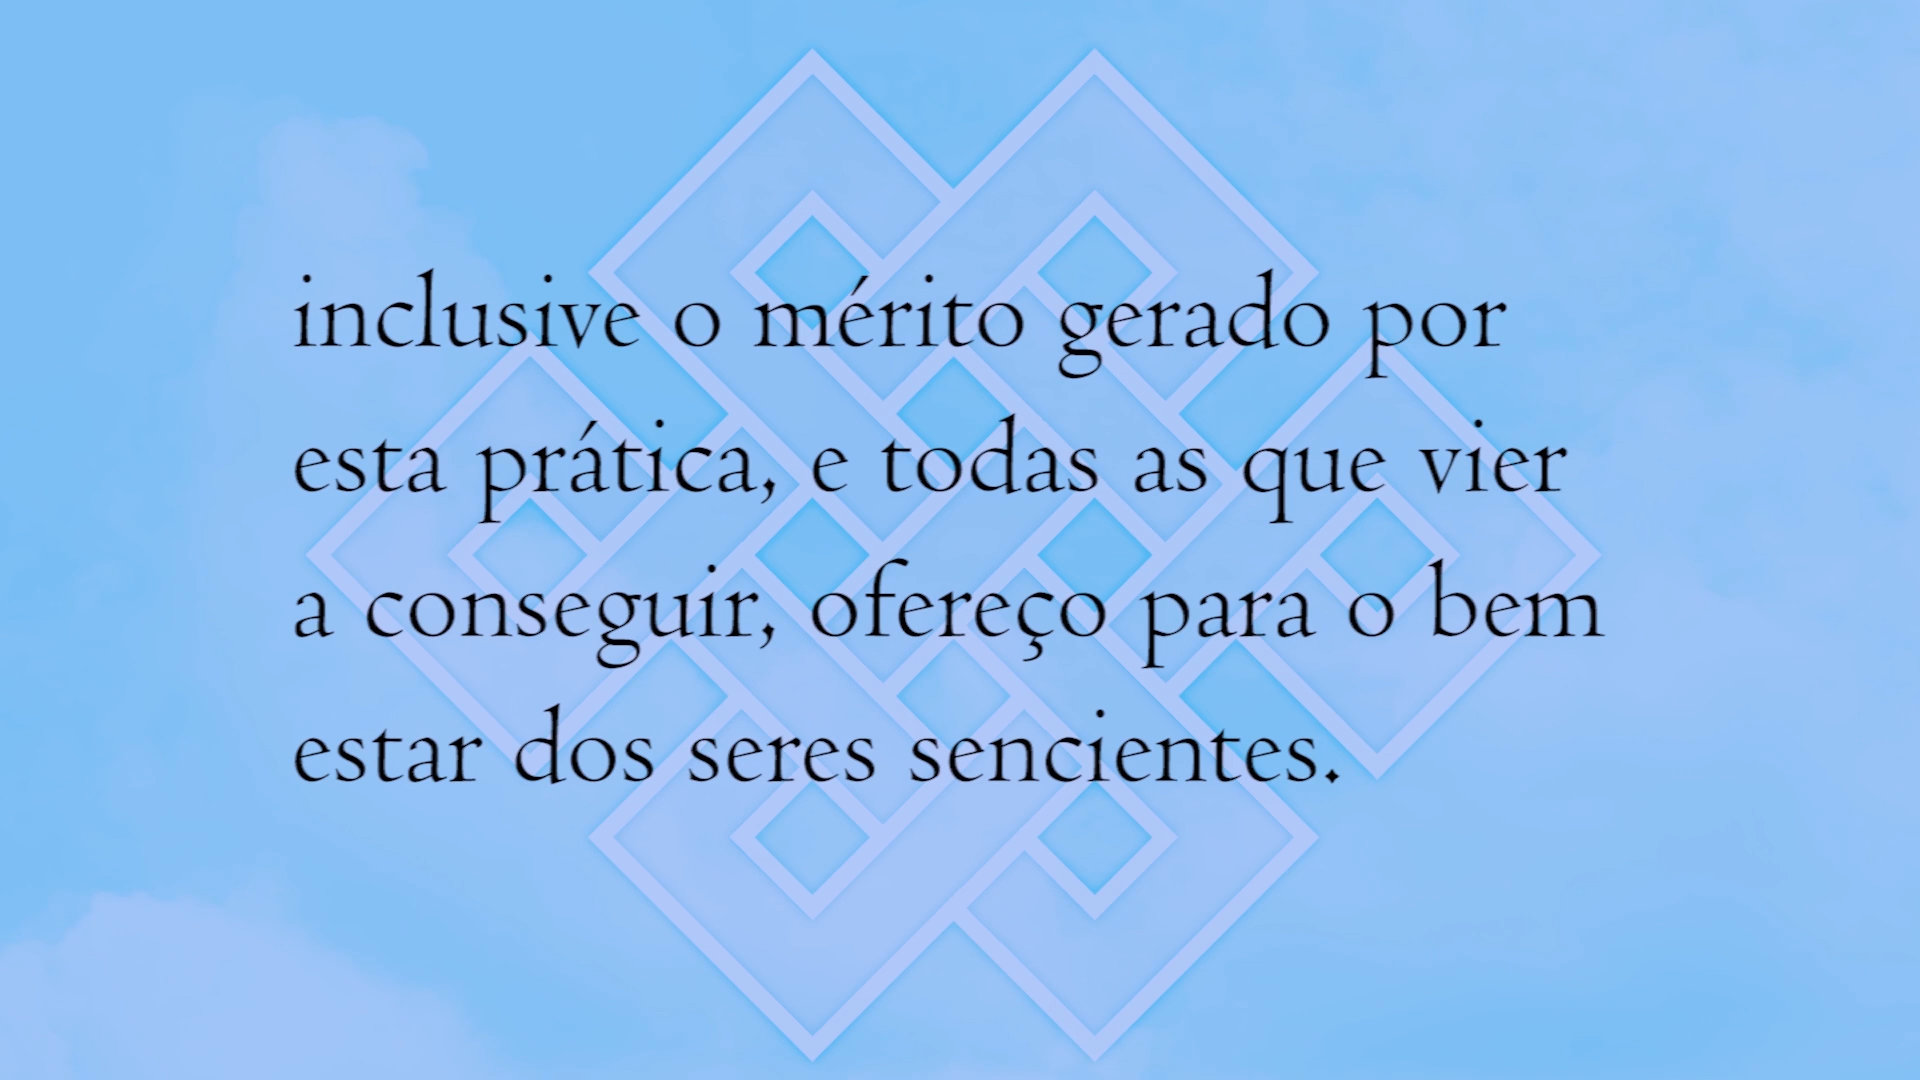 inclusive o mérito gerado por
esta prática, e todas as que vier
a conseguir, ofereço para o bem
estar dos seres sencientes.